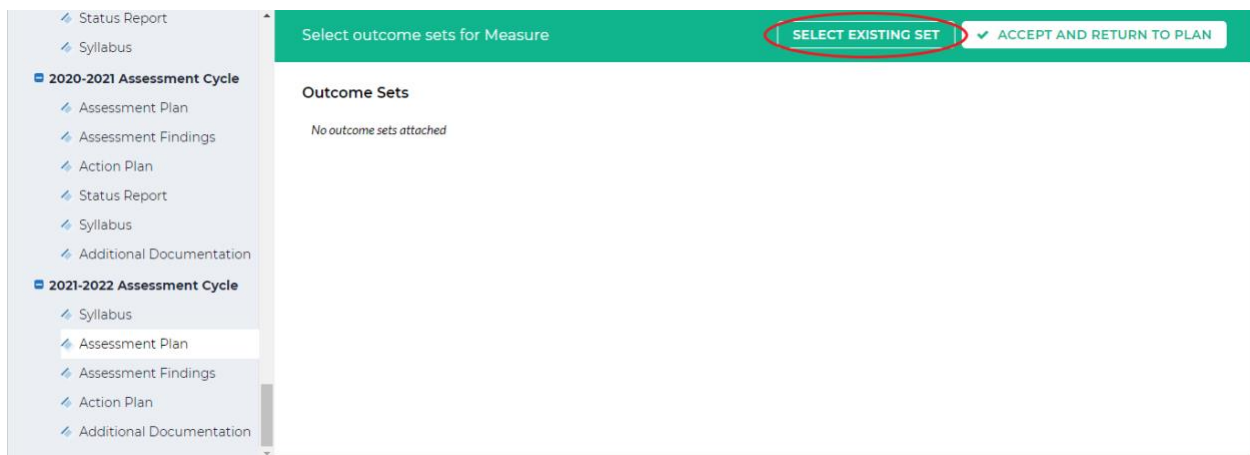 Status Report
Syllabus
2020-2021 Assessment Cycle
Assessment Plan
Assessment Findings
Action Plan
Status Report
Syllabus
Additional Documentation
2021-2022 Assessment Cycle
Syllabus
Assessment Plan
Assessment Findings
Action Plan
Additional Documentation
Select outcome sets for Measure
SELECT EXISTING SET
ACCEPT AND RETURN TO PLAN
Outcome Sets
No outcome sets attached